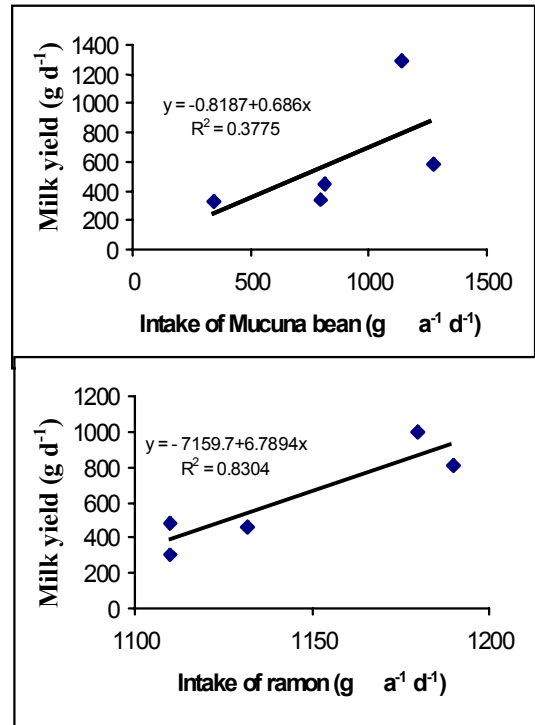 1400
1200
1000
800
600
400
200
0
Milk yield (g d⁻¹)
y = -0.8187+0.686x
R² = 0.3775
0 500 1000 1500
Intake of Mucuna bean (g a⁻¹ d⁻¹)
1200
1000
800
600
400
200
0
Milk yield (g d⁻¹)
y = - 7159.7+6.7894x
R² = 0.8304
1100 1150 1200
Intake of ramon (g a⁻¹ d⁻¹)